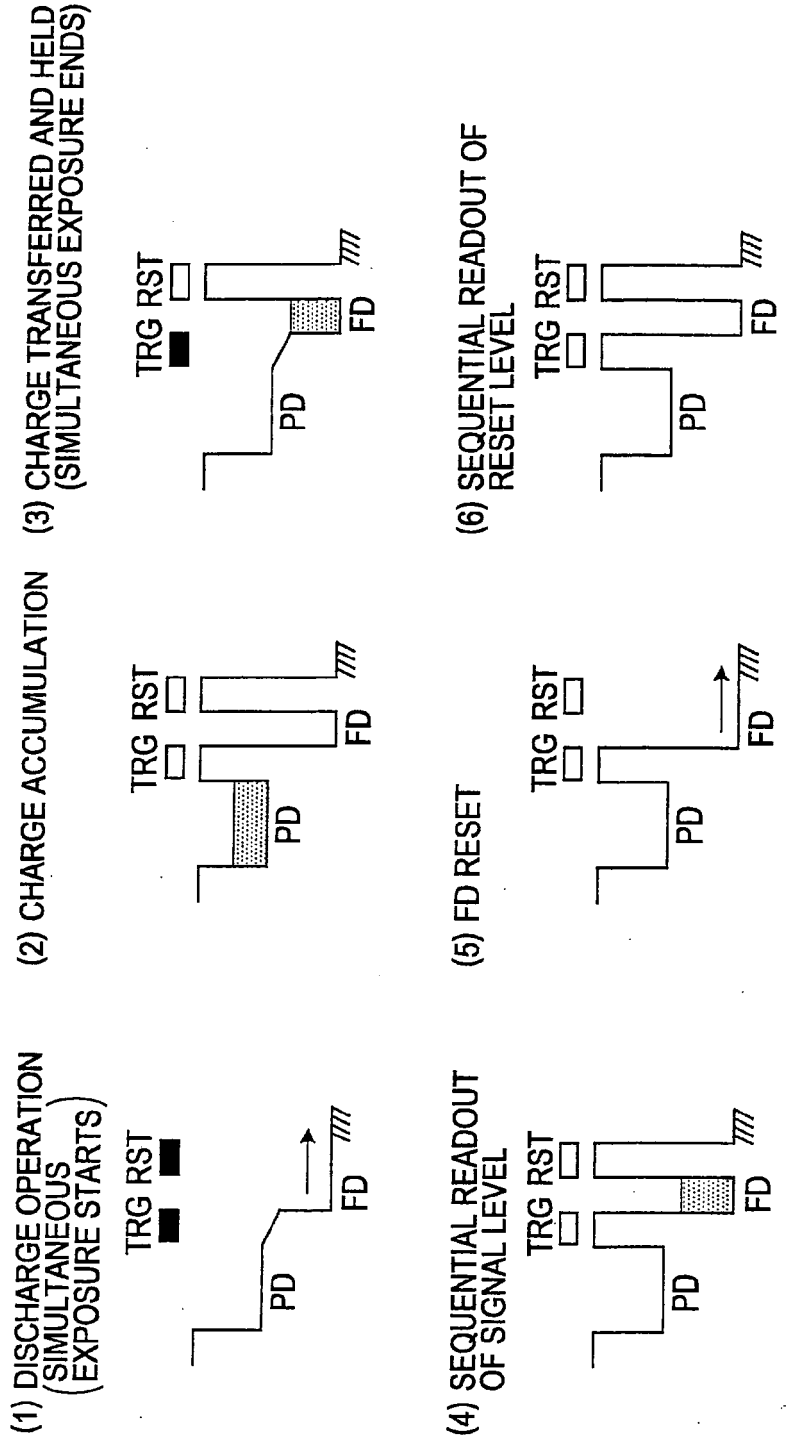 (1) DISCHARGE OPERATION
(SIMULTANEOUS
EXPOSURE STARTS)
TRG RST
PD
FD
(2) CHARGE ACCUMULATION
TRG RST
PD
FD
(3) CHARGE TRANSFERRED AND HELD
(SIMULTANEOUS EXPOSURE ENDS)
TRG RST
PD
FD
(4) SEQUENTIAL READOUT
OF SIGNAL LEVEL
TRG RST
PD
FD
(5) FD RESET
TRG RST
PD
FD
(6) SEQUENTIAL READOUT OF
RESET LEVEL
TRG RST
PD
FD